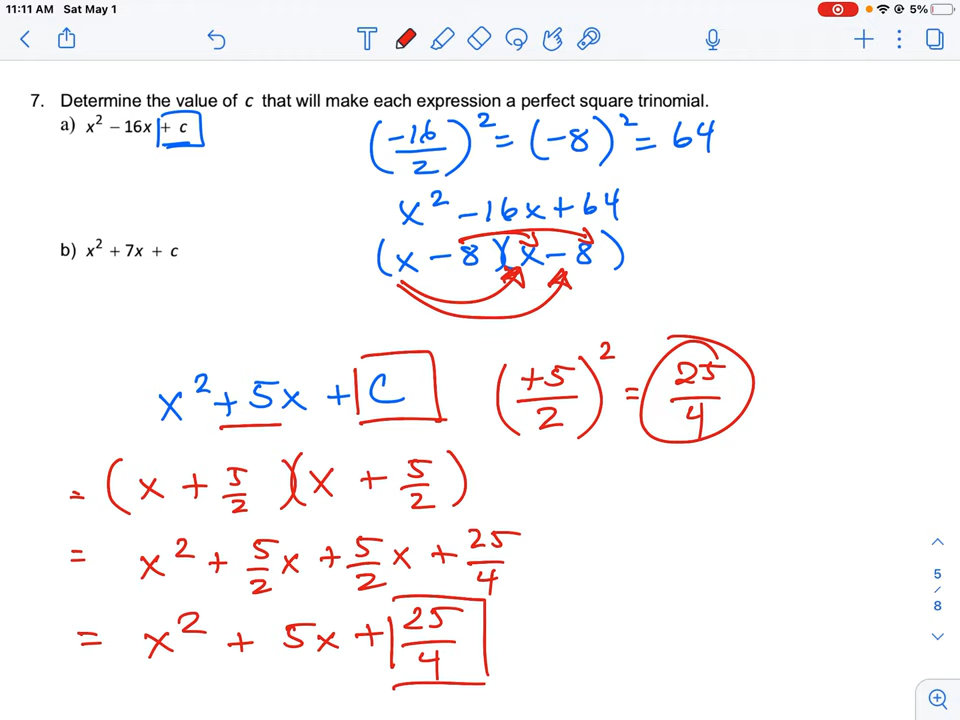 11:11 AM Sat May 1 5%
7. Determine the value of c that will make each expression a perfect square trinomial.
a) x² − 16x + c
(−16/2)² = (−8)² = 64
x² − 16x + 64
b) x² + 7x + c
(x − 8)(x − 8)
x² + 5x + C
(+5/2)² = 25/4
= (x + 5/2)(x + 5/2)
= x² + 5/2x + 5/2x + 25/4
= x² + 5x + 25/4
5
/
8